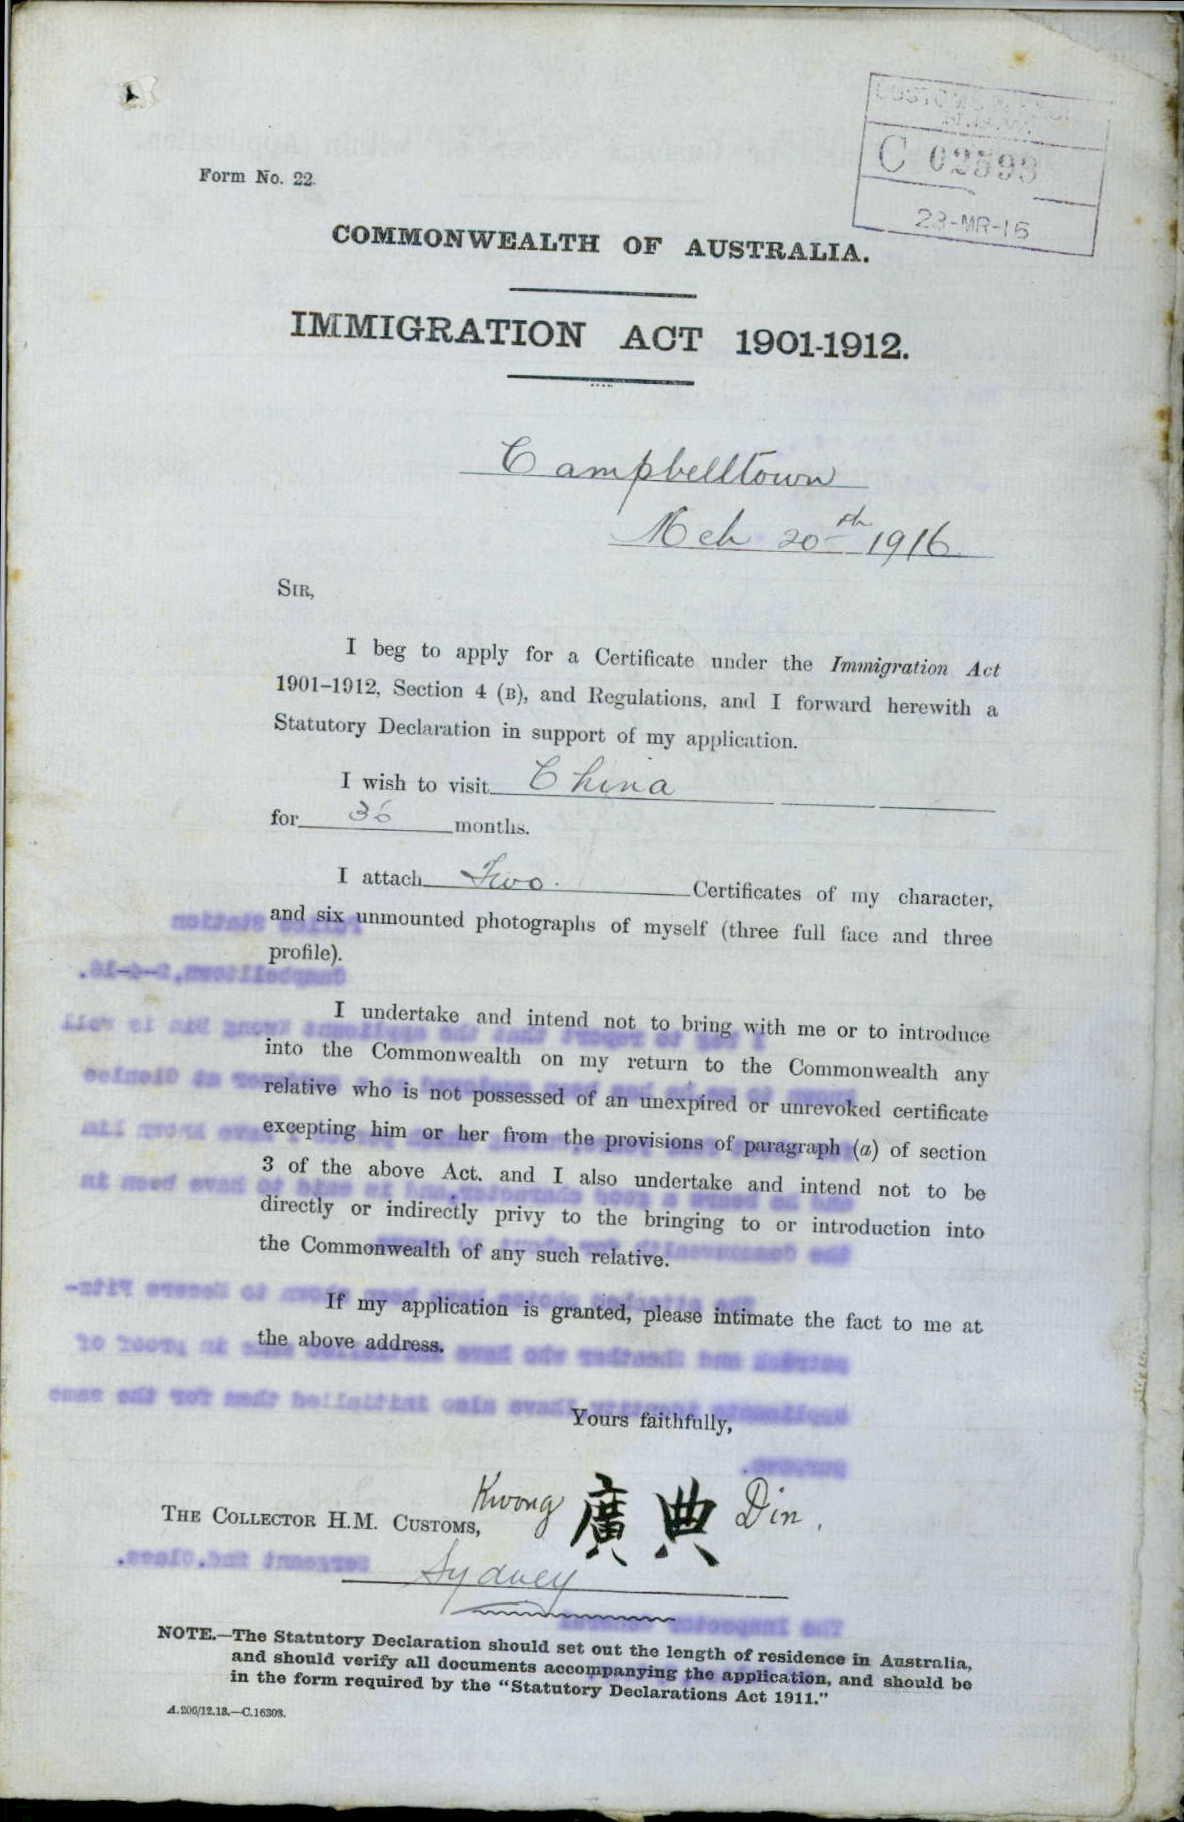 CUSTOMS
C 02393
23-MR-16
Form No. 22.
COMMONWEALTH OF AUSTRALIA.
IMMIGRATION ACT 1901-1912.
Campbelltown
Mch 20th 1916
SIR,
I beg to apply for a Certificate under the Immigration Act
1901–1912, Section 4 (B), and Regulations, and I forward herewith a
Statutory Declaration in support of my application.
I wish to visit China
for 36 months.
I attach Two. Certificates of my character,
and six unmounted photographs of myself (three full face and three
profile).
I undertake and intend not to bring with me or to introduce
into the Commonwealth on my return to the Commonwealth any
relative who is not possessed of an unexpired or unrevoked certificate
excepting him or her from the provisions of paragraph (a) of section
3 of the above Act. and I also undertake and intend not to be
directly or indirectly privy to the bringing to or introduction into
the Commonwealth of any such relative.
If my application is granted, please intimate the fact to me at
the above address.
Yours faithfully,
Kwong 廣典 Din.
THE COLLECTOR H.M. CUSTOMS,
Sydney
NOTE.—The Statutory Declaration should set out the length of residence in Australia,
and should verify all documents accompanying the application, and should be
in the form required by the "Statutory Declarations Act 1911."
A.206/12.13.—C.16308.